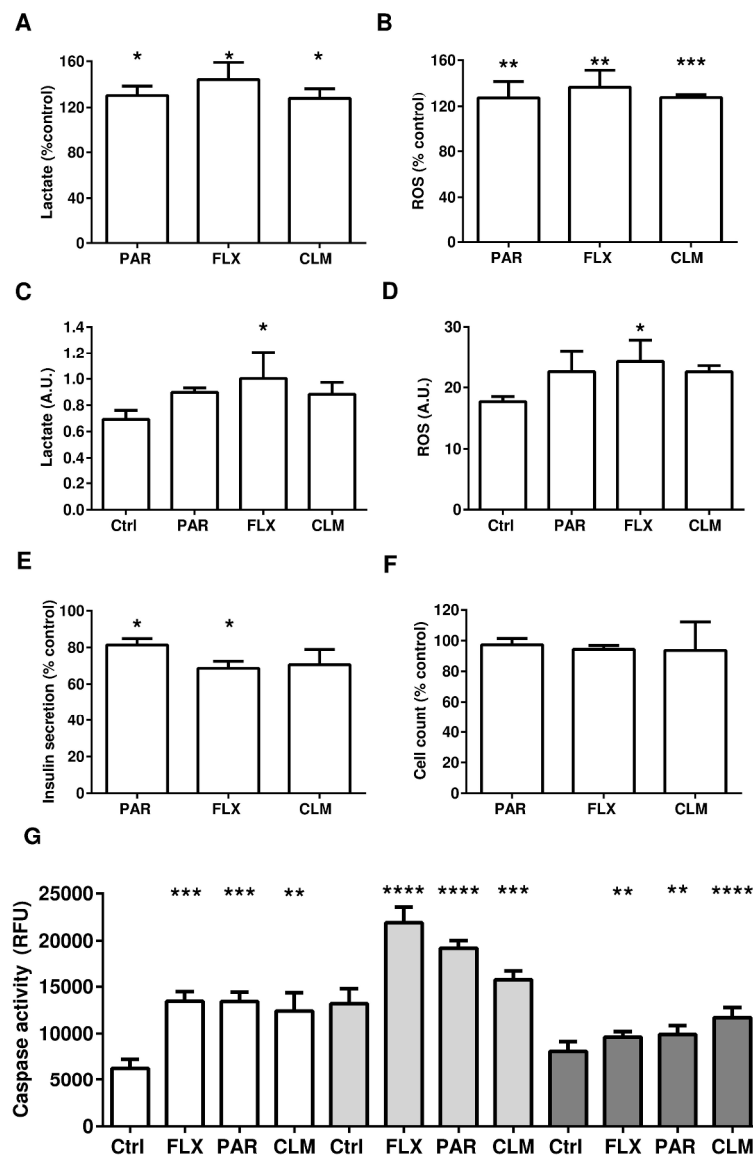 A
Lactate (%control)
160
120
80
40
0
* * *
PAR FLX CLM
B
ROS (% control)
160
120
80
40
0
** ** ***
PAR FLX CLM
C
Lactate (A.U.)
1.4
1.2
1.0
0.8
0.6
0.4
0.2
0.0
*
Ctrl PAR FLX CLM
D
ROS (A.U.)
30
20
10
0
*
Ctrl PAR FLX CLM
E
Insulin secretion (% control)
100
80
60
40
20
0
* *
PAR FLX CLM
F
Cell count (% control)
120
100
80
60
40
20
0
PAR FLX CLM
G
Caspase activity (RFU)
25000
20000
15000
10000
5000
0
*** *** ** **** **** *** ** ** ****
Ctrl FLX PAR CLM Ctrl FLX PAR CLM Ctrl FLX PAR CLM